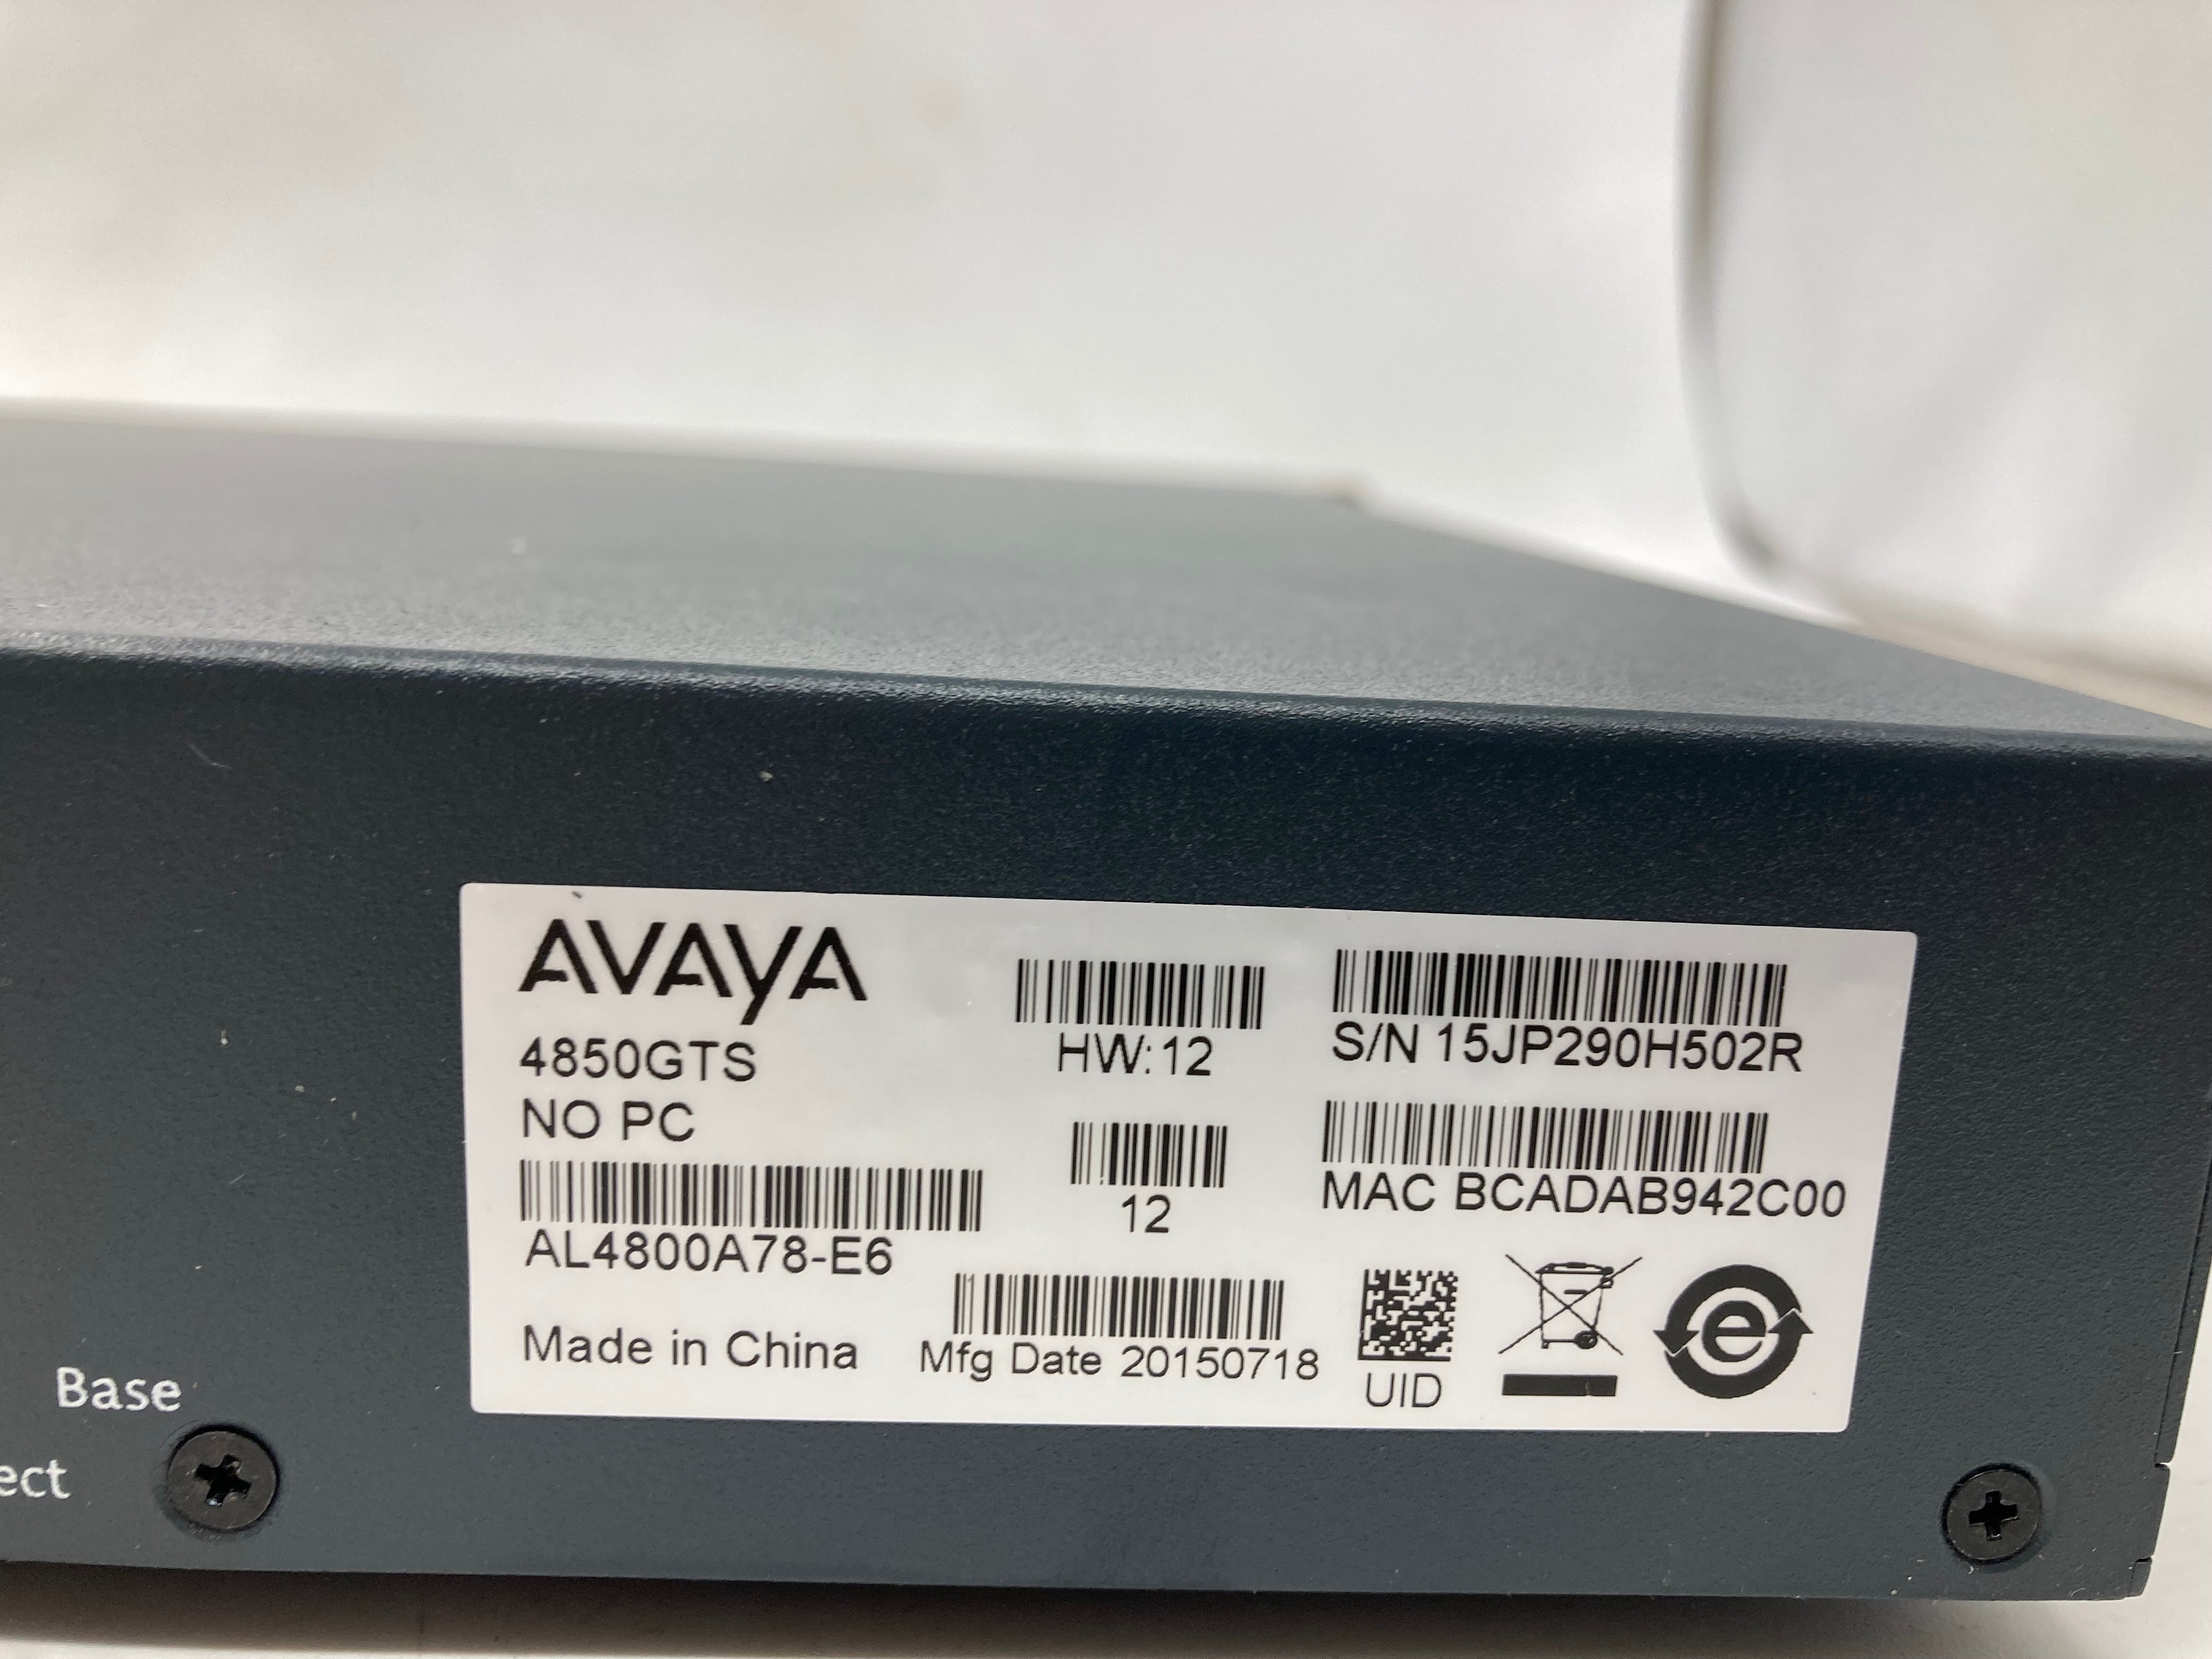 AVAYA
4850GTS
NO PC
AL4800A78-E6
Made in China
HW:12
12
Mfg Date 20150718
S/N 15JP290H502R
MAC BCADAB942C00
UID
e
Base
ect